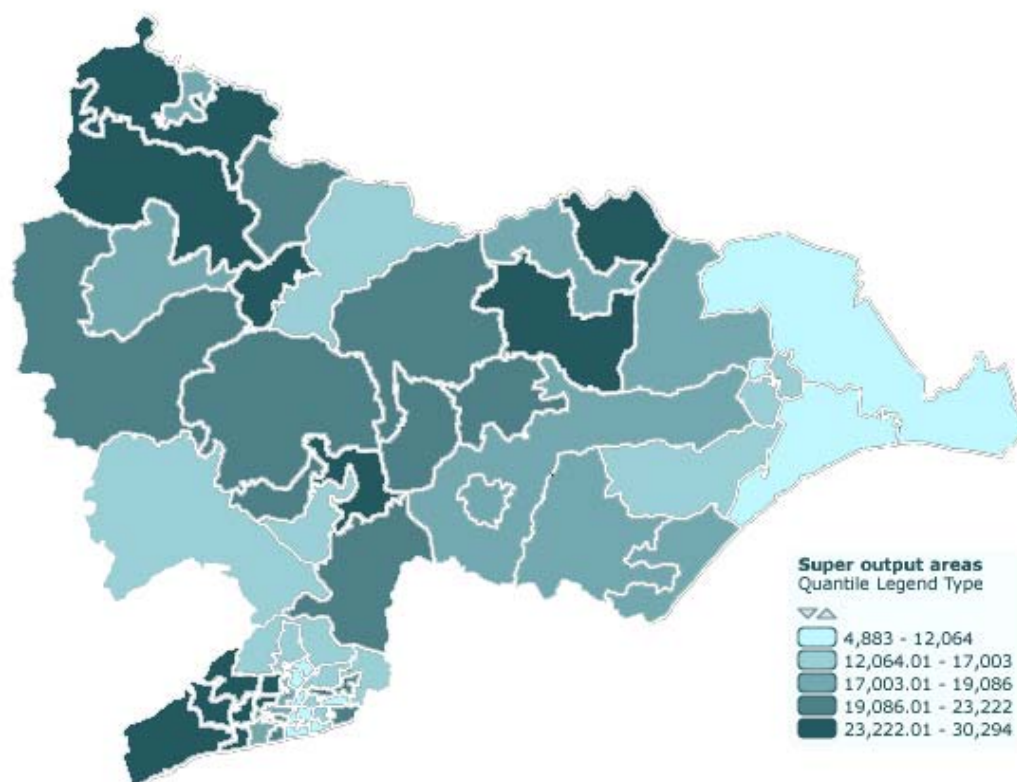 Super output areas
Quantile Legend Type
4,883 - 12,064
12,064.01 - 17,003
17,003.01 - 19,086
19,086.01 - 23,222
23,222.01 - 30,294